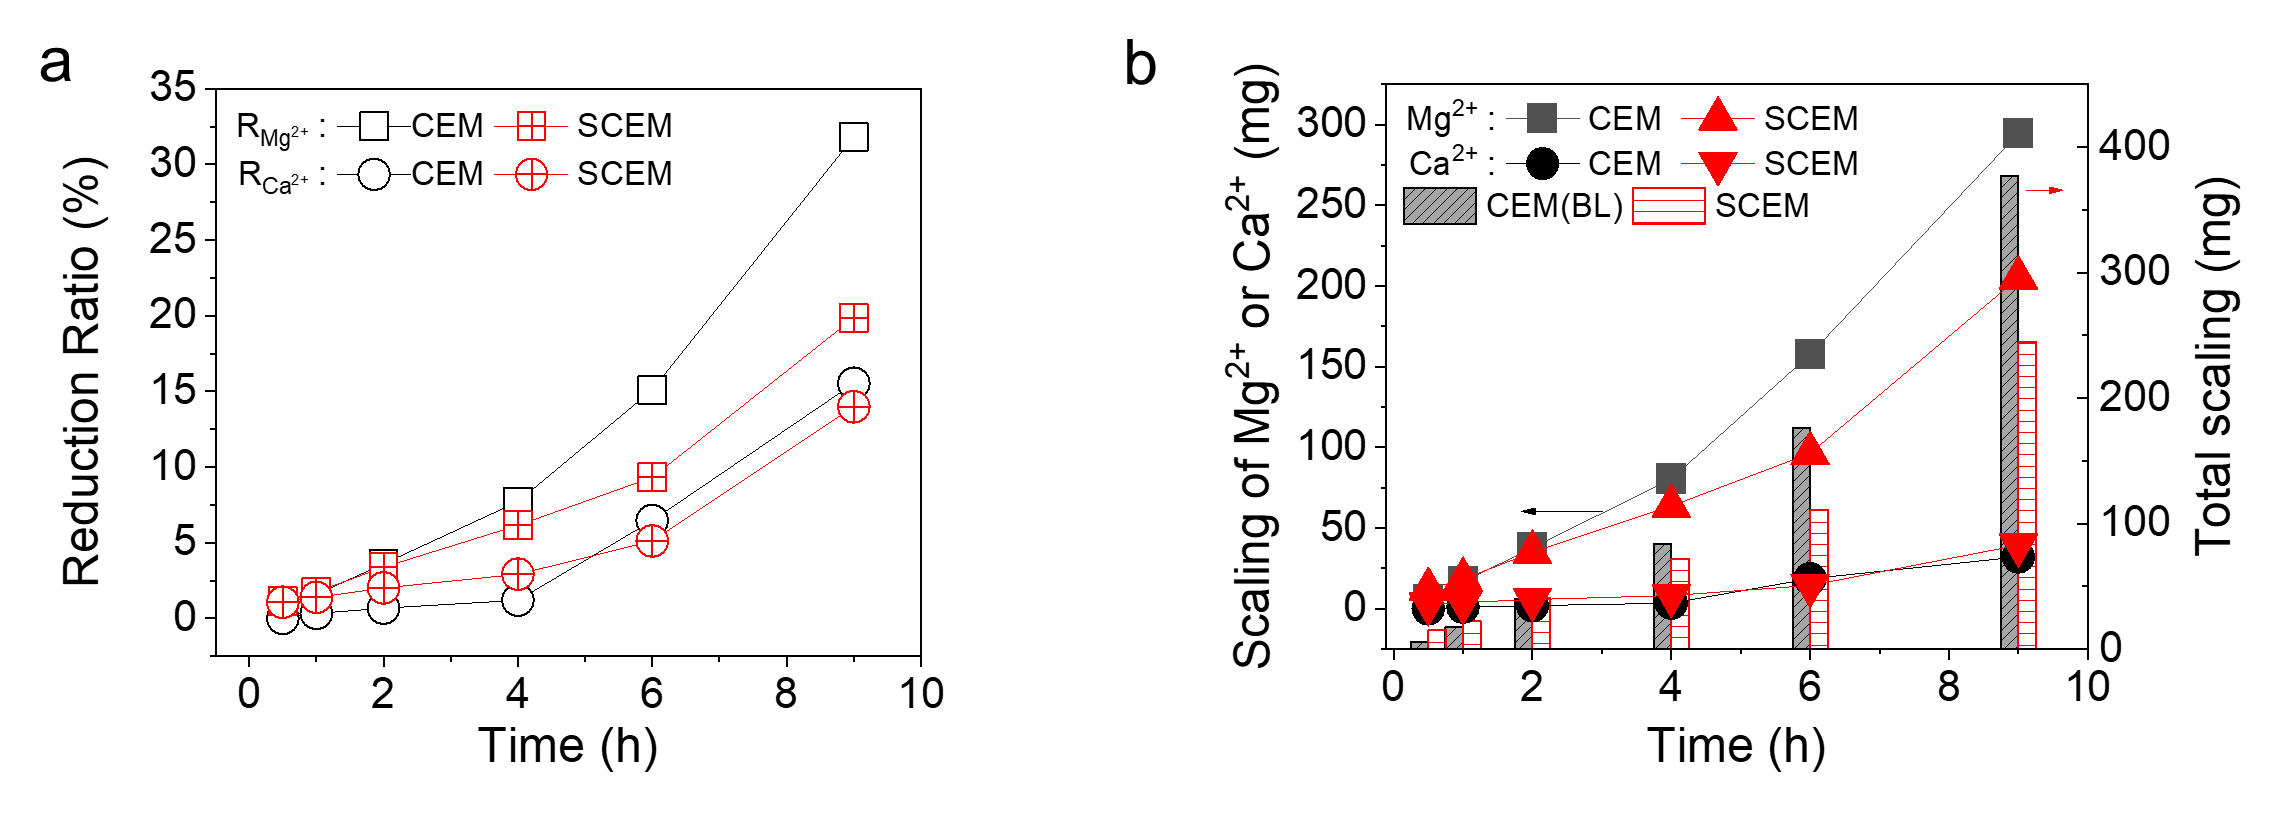 a
35
30
25
20
15
10
5
0
Reduction Ratio (%)
R_Mg²⁺ : CEM SCEM
R_Ca²⁺ : CEM SCEM
0 2 4 6 8 10
Time (h)
b
300
250
200
150
100
50
0
Scaling of Mg²⁺ or Ca²⁺ (mg)
Mg²⁺ : CEM SCEM
Ca²⁺ : CEM SCEM
CEM(BL) SCEM
400
300
200
100
0
Total scaling (mg)
0 2 4 6 8 10
Time (h)